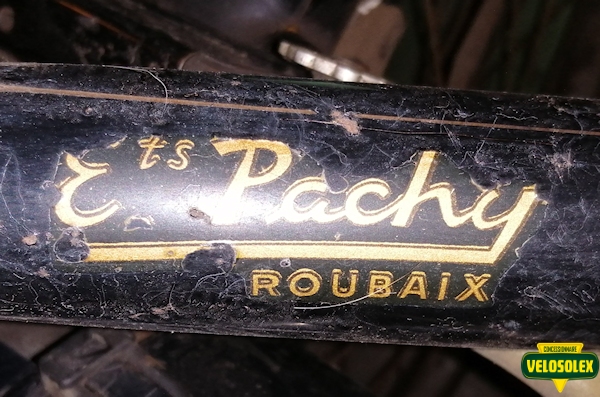 Ets Pachy
ROUBAIX
CONCESSIONNAIRE
VELOSOLEX